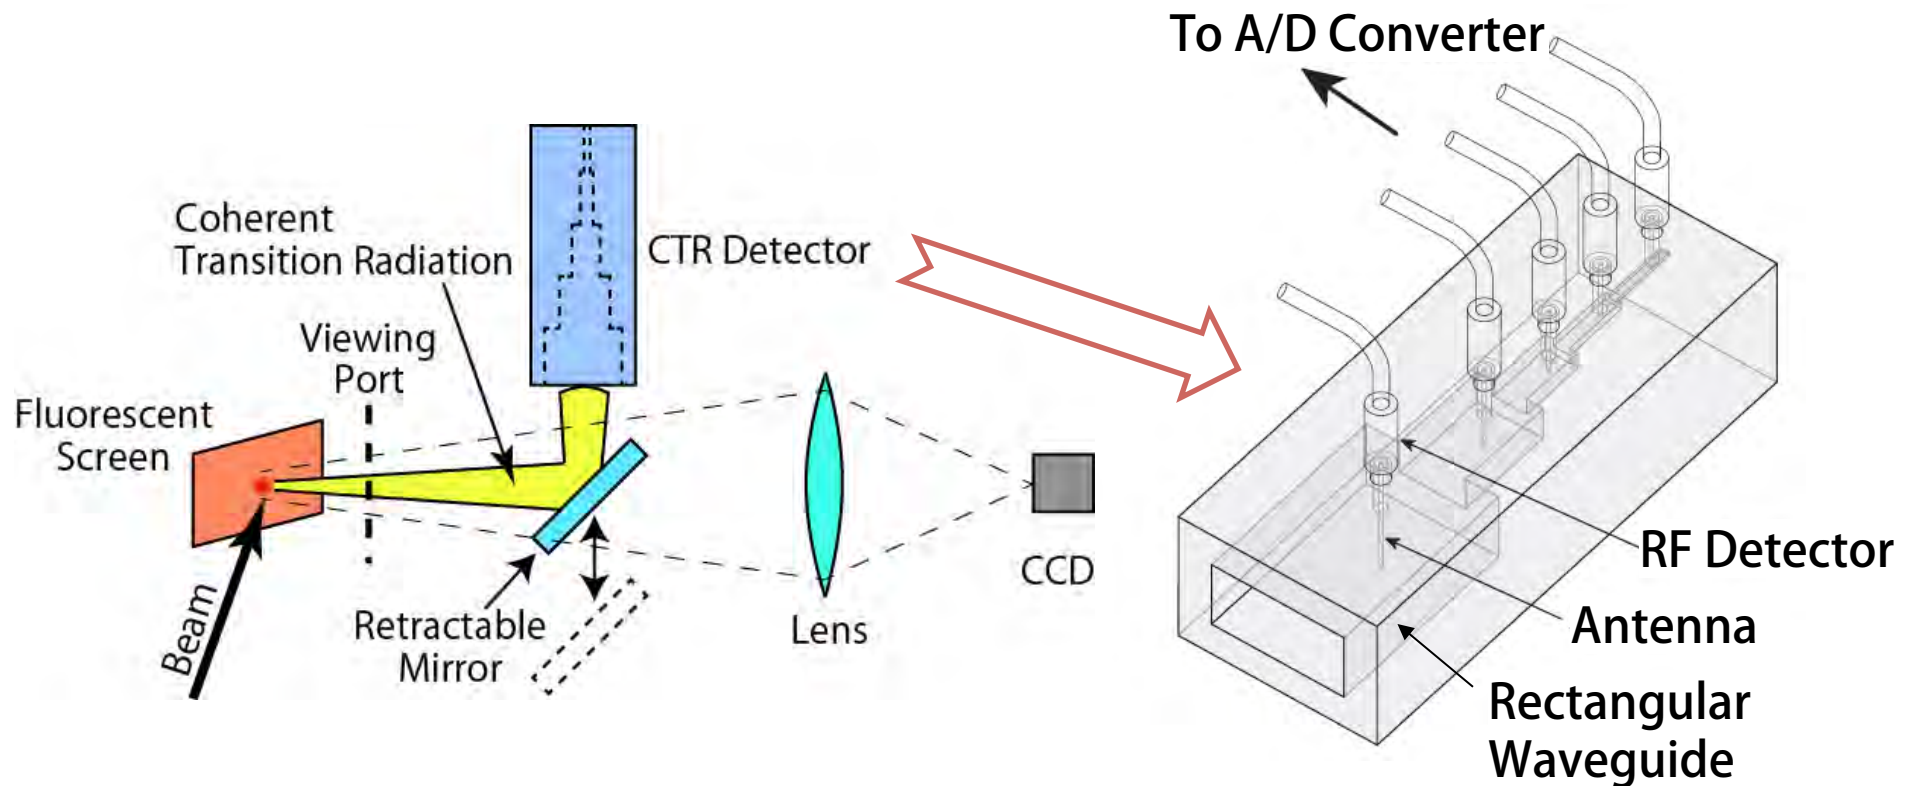 To A/D Converter
Coherent
Transition Radiation
CTR Detector
Viewing
Port
Fluorescent
Screen
Beam
Retractable
Mirror
Lens
CCD
RF Detector
Antenna
Rectangular
Waveguide